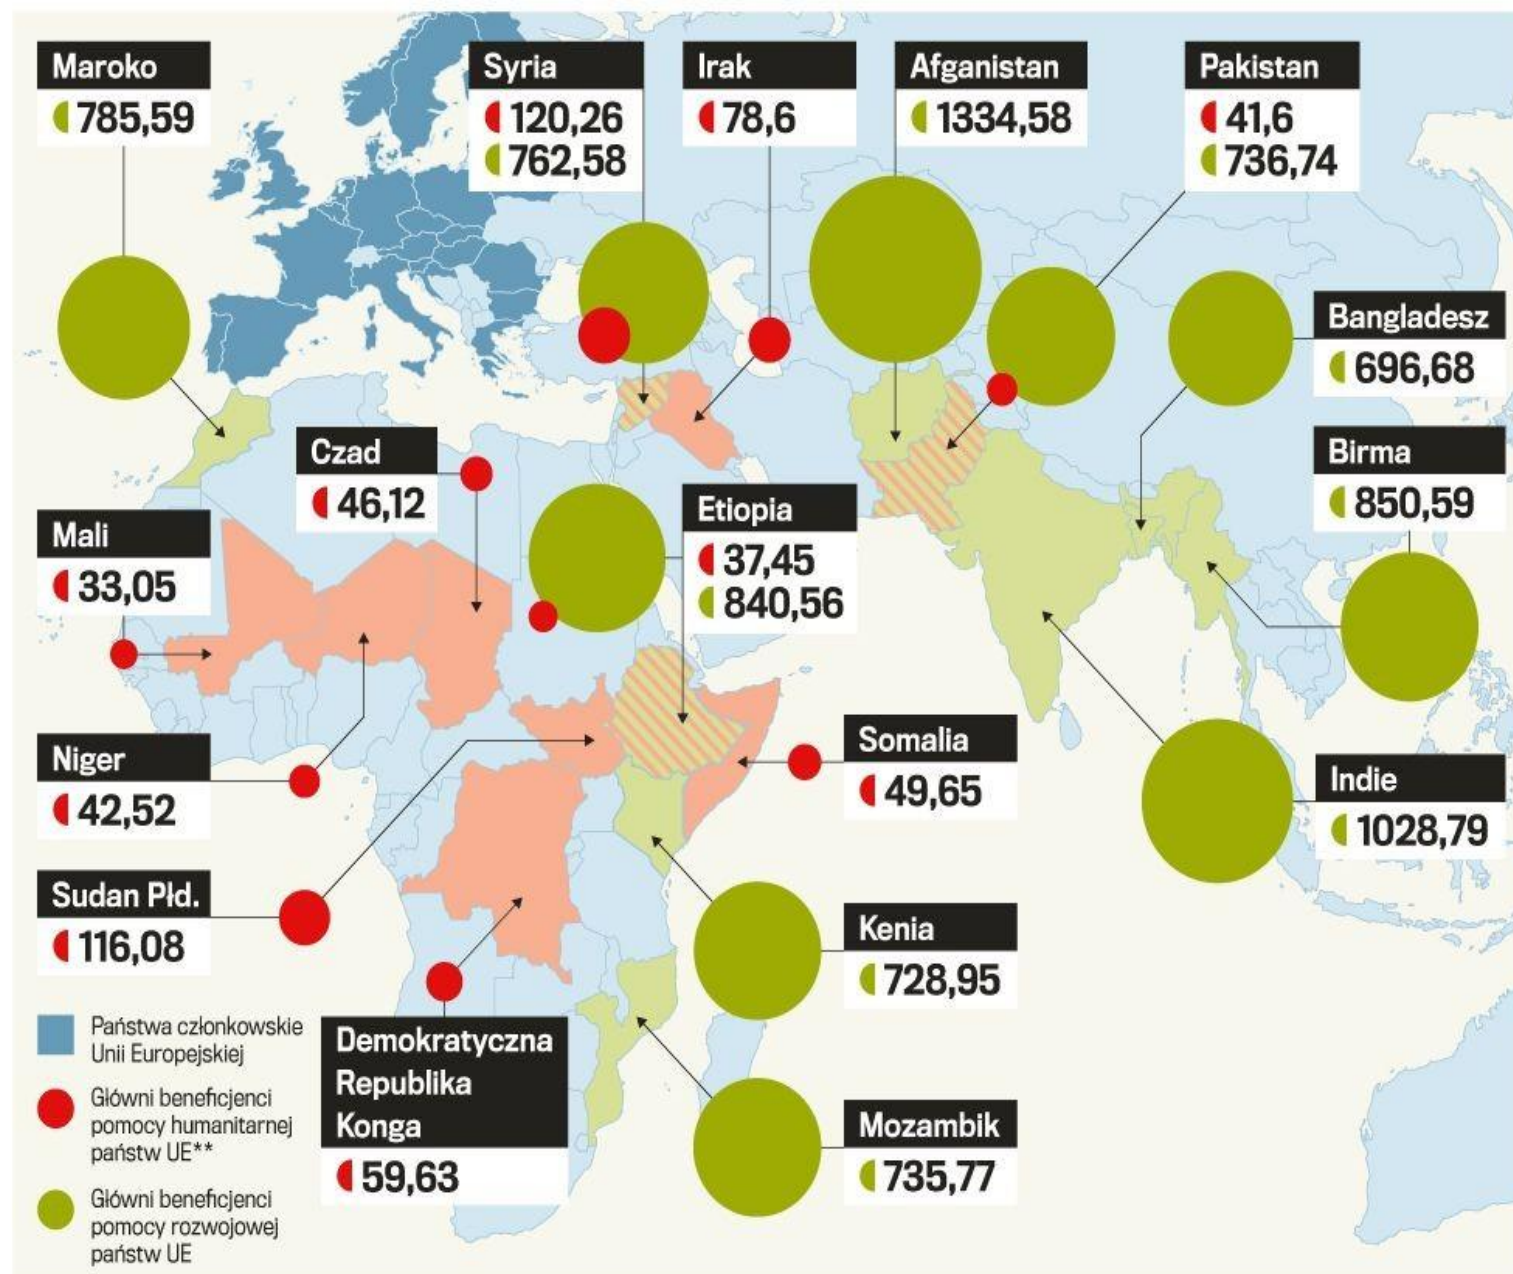 Maroko
785,59
Syria
120,26
762,58
Irak
78,6
Afganistan
1334,58
Pakistan
41,6
736,74
Bangladesz
696,68
Birma
850,59
Czad
46,12
Etiopia
37,45
840,56
Mali
33,05
Niger
42,52
Somalia
49,65
Indie
1028,79
Sudan Płd.
116,08
Kenia
728,95
Demokratyczna
Republika
Konga
59,63
Mozambik
735,77
Państwa członkowskie
Unii Europejskiej
Główni beneficjenci
pomocy humanitarnej
państw UE**
Główni beneficjenci
pomocy rozwojowej
państw UE